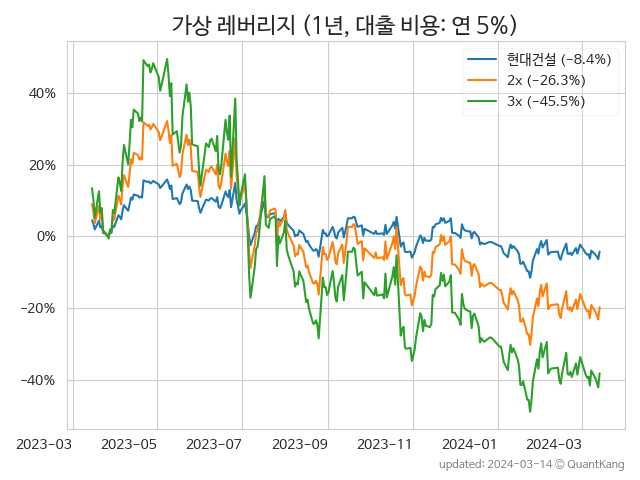 가상 레버리지 (1년, 대출 비용: 연 5%)
현대건설 (−8.4%)
2x (−26.3%)
3x (−45.5%)
40%
20%
0%
−20%
−40%
2023-03 2023-05 2023-07 2023-09 2023-11 2024-01 2024-03
updated: 2024-03-14 © QuantKang